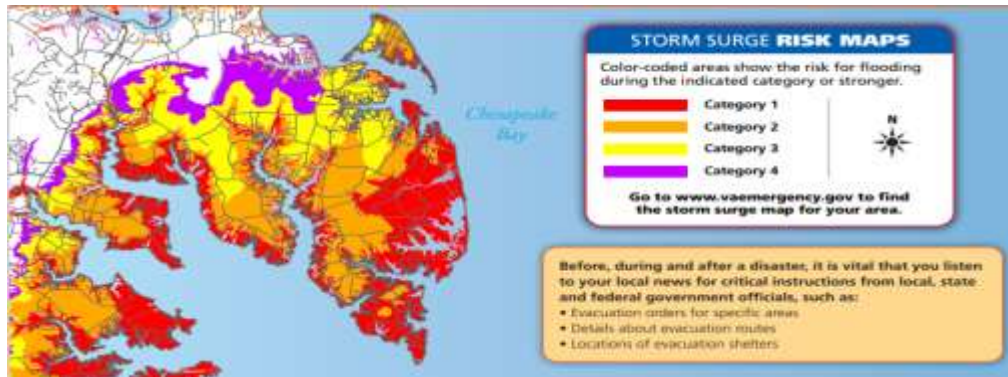 Chesapeake
Bay
STORM SURGE RISK MAPS
Color-coded areas show the risk for flooding
during the indicated category or stronger.
Category 1
Category 2
Category 3
Category 4
N
Go to www.vaemergency.gov to find
the storm surge map for your area.
Before, during and after a disaster, it is vital that you listen
to your local news for critical instructions from local, state
and federal government officials, such as:
• Evacuation orders for specific areas
• Details about evacuation routes
• Locations of evacuation shelters